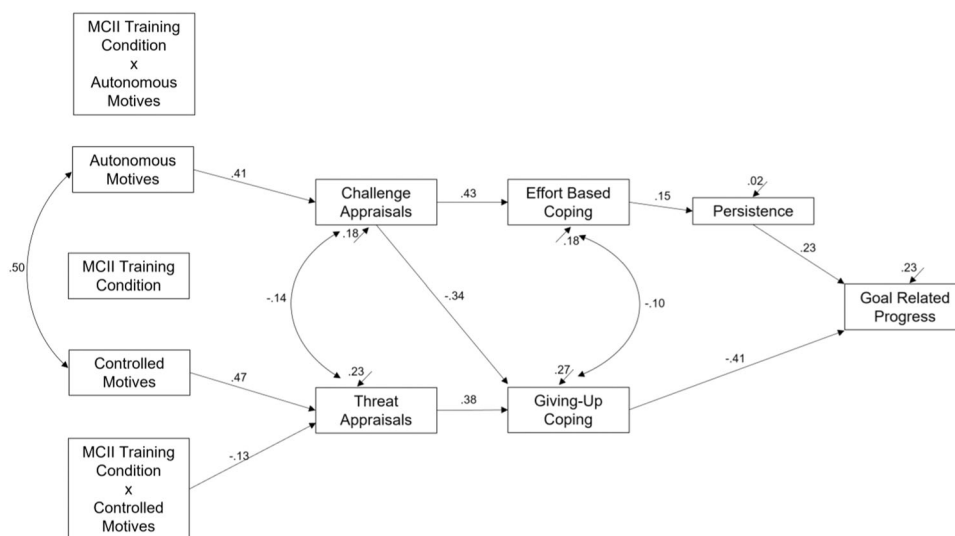 MCII Training
Condition
x
Autonomous
Motives
Autonomous
Motives
.41
Challenge
Appraisals
.18
.43
Effort Based
Coping
.18
.15
.02
Persistence
.23
.23
Goal Related
Progress
.50
MCII Training
Condition
-.14
-.34
-.10
Controlled
Motives
.47
.23
Threat
Appraisals
.38
.27
Giving-Up
Coping
-.41
-.13
MCII Training
Condition
x
Controlled
Motives